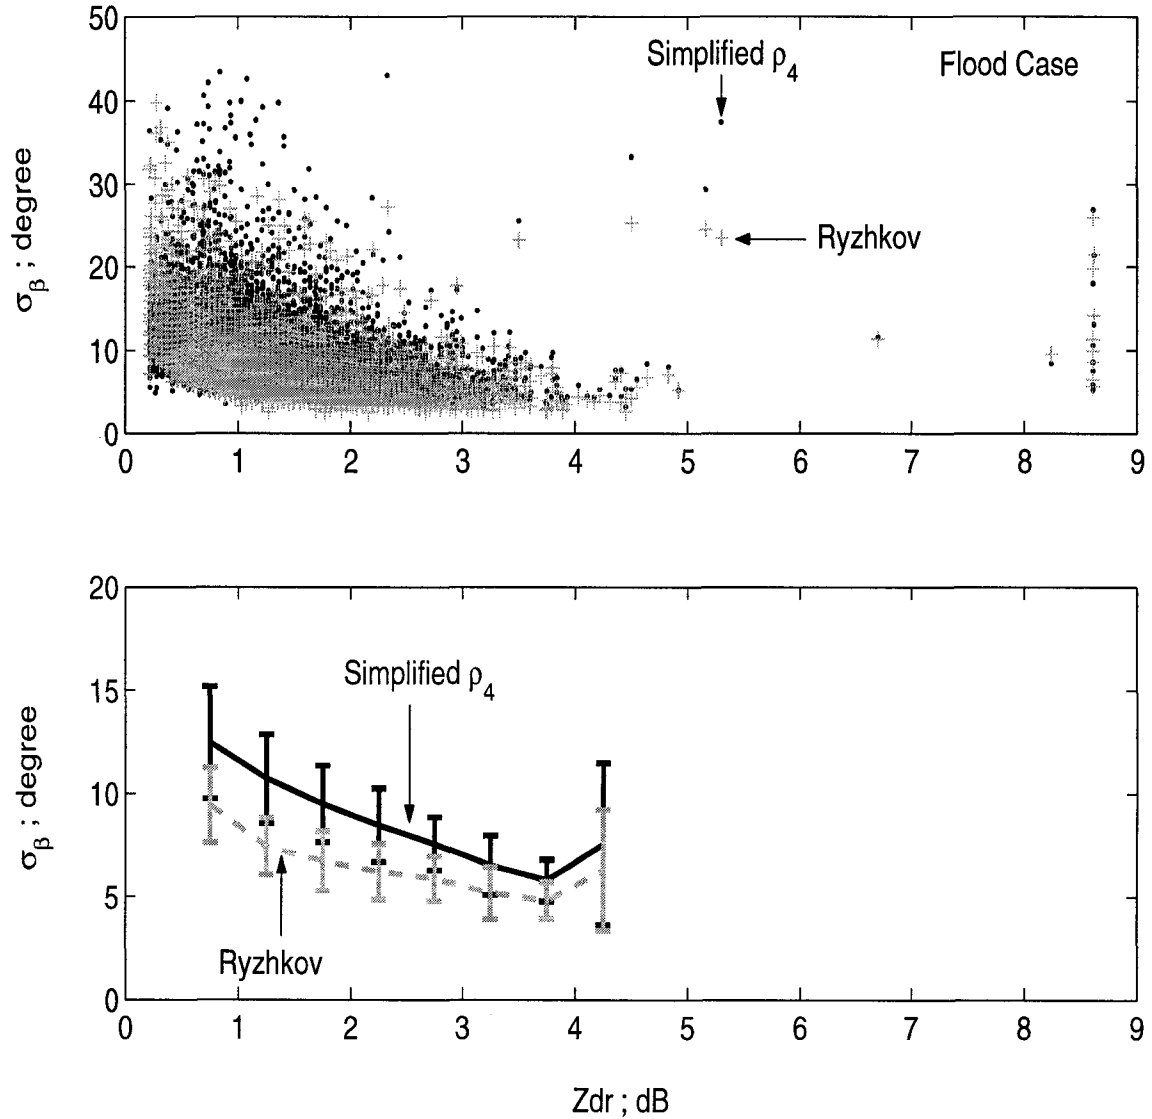 50
40
30
20
10
0
σβ ; degree
Simplified ρ4
Flood Case
Ryzhkov
0 1 2 3 4 5 6 7 8 9
20
15
10
5
0
σβ ; degree
Simplified ρ4
Ryzhkov
0 1 2 3 4 5 6 7 8 9
Zdr ; dB